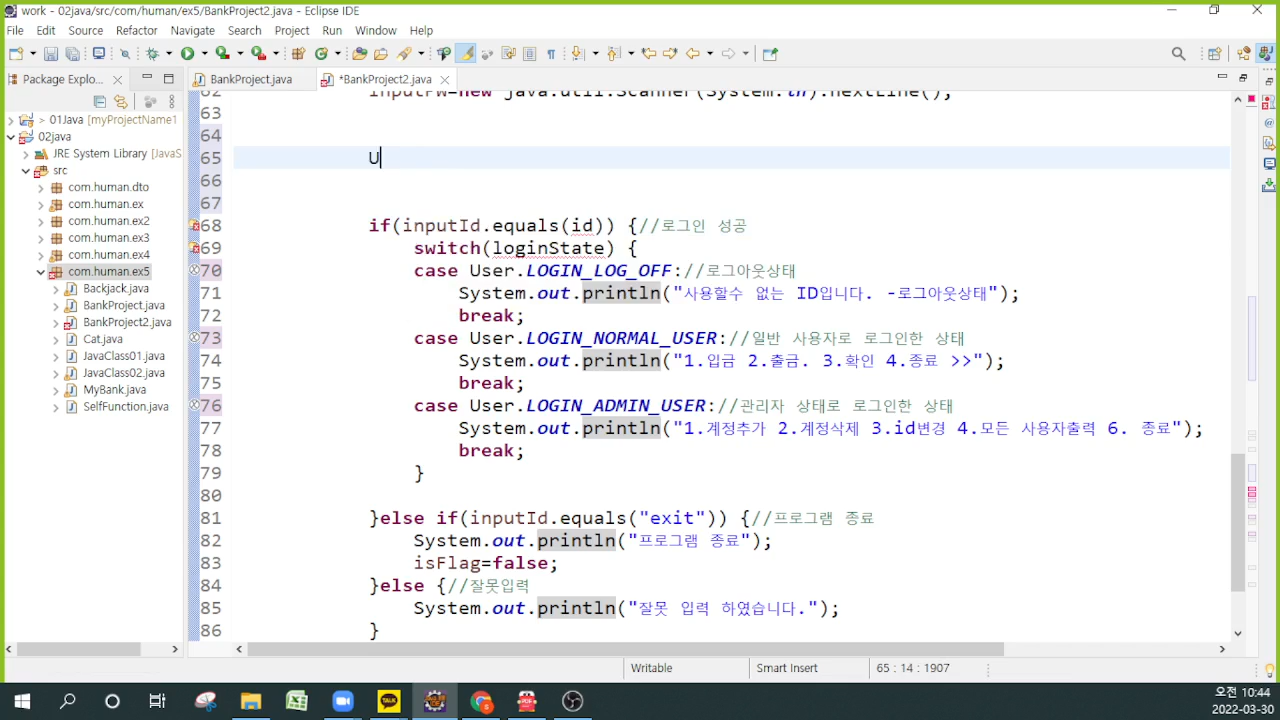 work - 02java/src/com/human/ex5/BankProject2.java - Eclipse IDE
File Edit Source Refactor Navigate Search Project Run Window Help
Package Explo...
BankProject.java
*BankProject2.java
> 01Java [myProjectName1
02java
JRE System Library [JavaS
src
com.human.dto
com.human.ex
com.human.ex2
com.human.ex3
com.human.ex4
com.human.ex5
Backjack.java
BankProject.java
BankProject2.java
Cat.java
JavaClass01.java
JavaClass02.java
MyBank.java
SelfFunction.java
62 inputPW=new java.util.Scanner(System.in).nextLine();
63
64
65 U
66
67
68 if(inputId.equals(id)) {//로그인 성공
69 switch(loginState) {
70 case User.LOGIN_LOG_OFF://로그아웃상태
71 System.out.println("사용할수 없는 ID입니다. -로그아웃상태");
72 break;
73 case User.LOGIN_NORMAL_USER://일반 사용자로 로그인한 상태
74 System.out.println("1.입금 2.출금. 3.확인 4.종료 >>");
75 break;
76 case User.LOGIN_ADMIN_USER://관리자 상태로 로그인한 상태
77 System.out.println("1.계정추가 2.계정삭제 3.id변경 4.모든 사용자출력 6. 종료");
78 break;
79 }
80
81 }else if(inputId.equals("exit")) {//프로그램 종료
82 System.out.println("프로그램 종료");
83 isFlag=false;
84 }else {//잘못입력
85 System.out.println("잘못 입력 하였습니다.");
86 }
Writable Smart Insert 65 : 14 : 1907
TALK
오전 10:44
2022-03-30